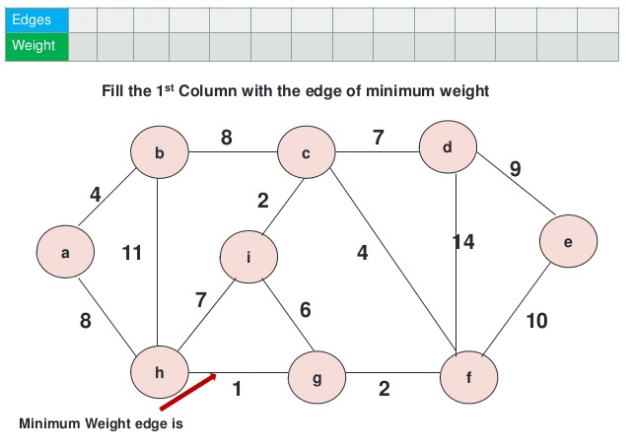 Edges
Weight
Fill the 1st Column with the edge of minimum weight
b 8 c 7 d
9
4
2
a 11 i 4 14 e
7 6
8 10
h 1 g 2 f
Minimum Weight edge is